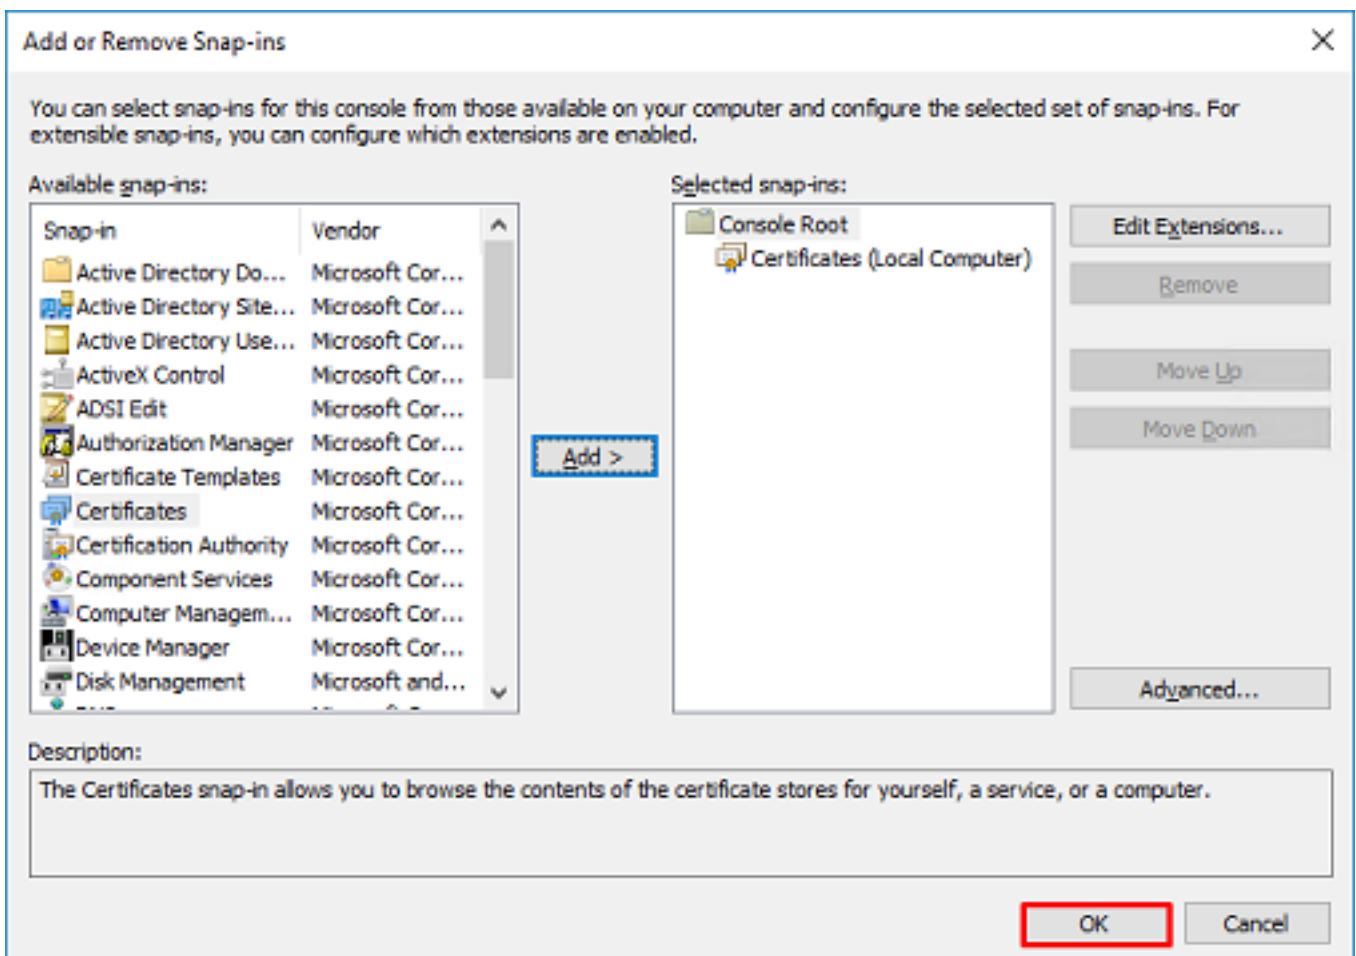 Add or Remove Snap-ins
You can select snap-ins for this console from those available on your computer and configure the selected set of snap-ins. For
extensible snap-ins, you can configure which extensions are enabled.
Available snap-ins:
Snap-in Vendor
Active Directory Do... Microsoft Cor...
Active Directory Site... Microsoft Cor...
Active Directory Use... Microsoft Cor...
ActiveX Control Microsoft Cor...
ADSI Edit Microsoft Cor...
Authorization Manager Microsoft Cor...
Certificate Templates Microsoft Cor...
Certificates Microsoft Cor...
Certification Authority Microsoft Cor...
Component Services Microsoft Cor...
Computer Managem... Microsoft Cor...
Device Manager Microsoft Cor...
Disk Management Microsoft and...
Add >
Selected snap-ins:
Console Root
Certificates (Local Computer)
Edit Extensions...
Remove
Move Up
Move Down
Advanced...
Description:
The Certificates snap-in allows you to browse the contents of the certificate stores for yourself, a service, or a computer.
OK Cancel